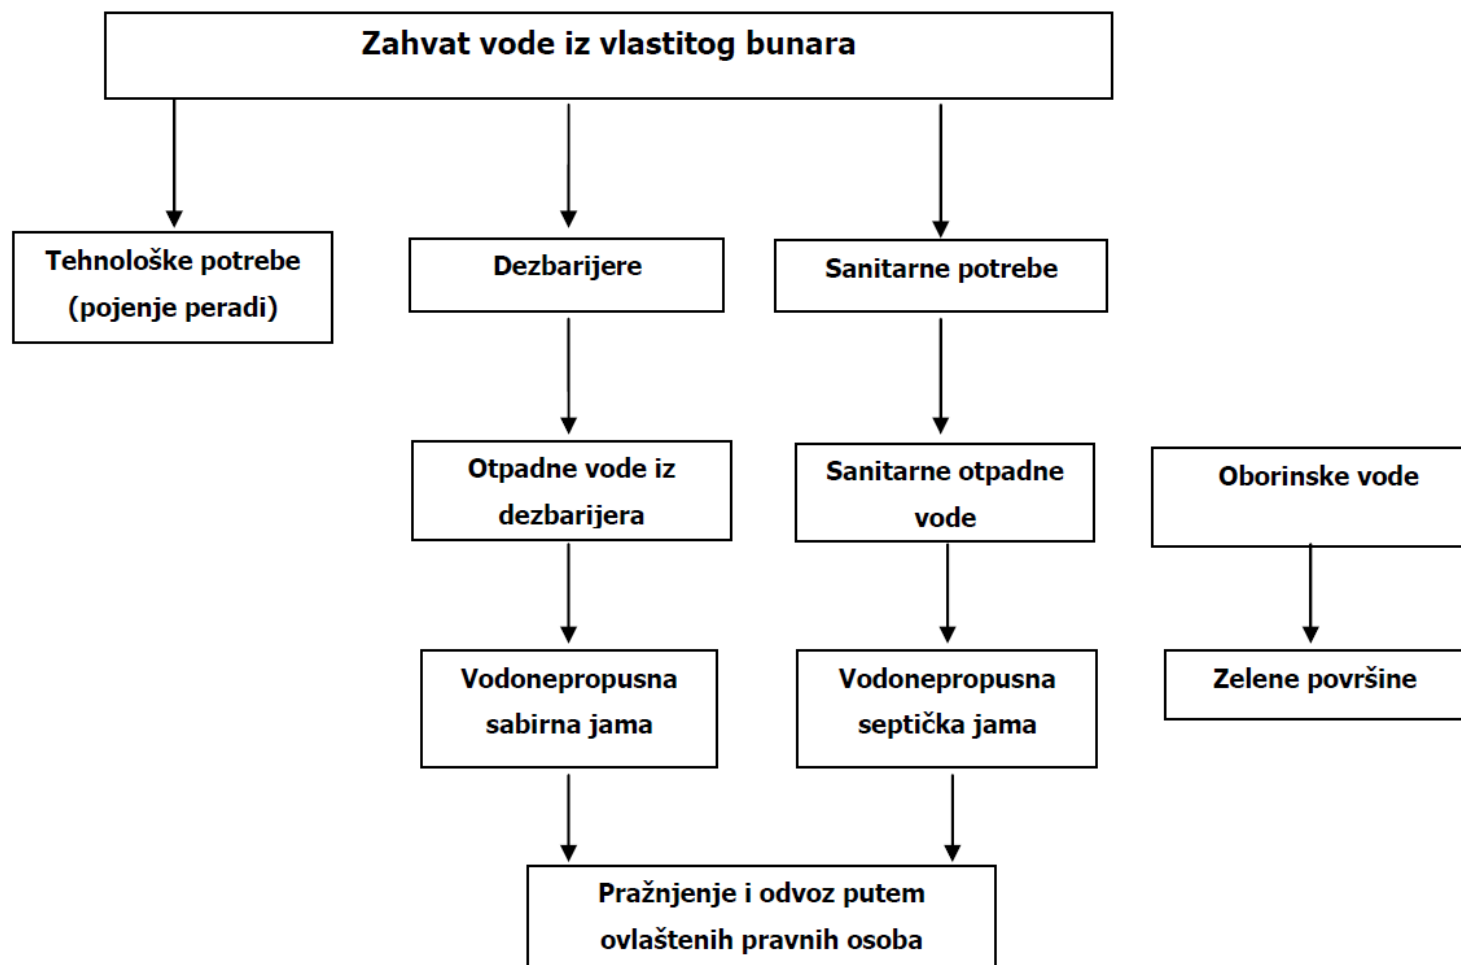 Zahvat vode iz vlastitog bunara
Tehnološke potrebe
(pojenje peradi)
Dezbarijere
Sanitarne potrebe
Otpadne vode iz
dezbarijera
Sanitarne otpadne
vode
Oborinske vode
Vodonepropusna
sabirna jama
Vodonepropusna
septička jama
Zelene površine
Pražnjenje i odvoz putem
ovlaštenih pravnih osoba